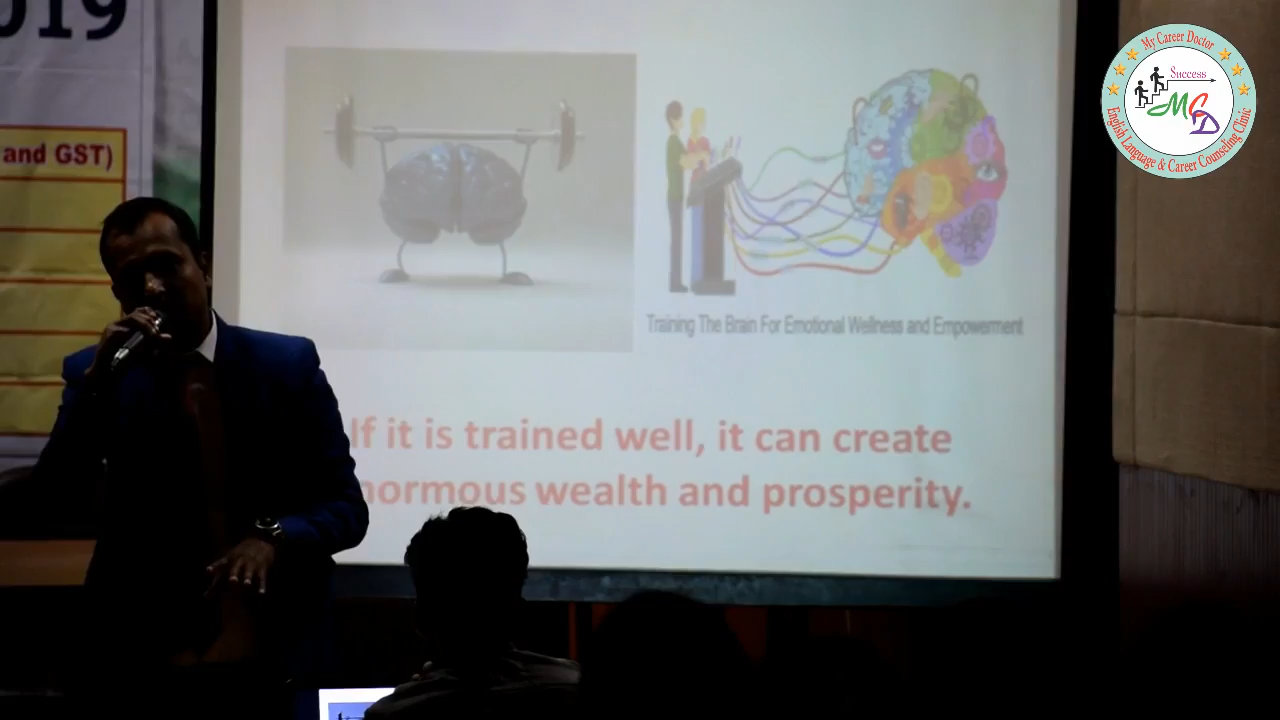 019
and GST)
Training The Brain For Emotional Wellness and Empowerment
If it is trained well, it can create
normous wealth and prosperity.
My Career Doctor
Success
MCD
English Language & Career Counseling Clinic